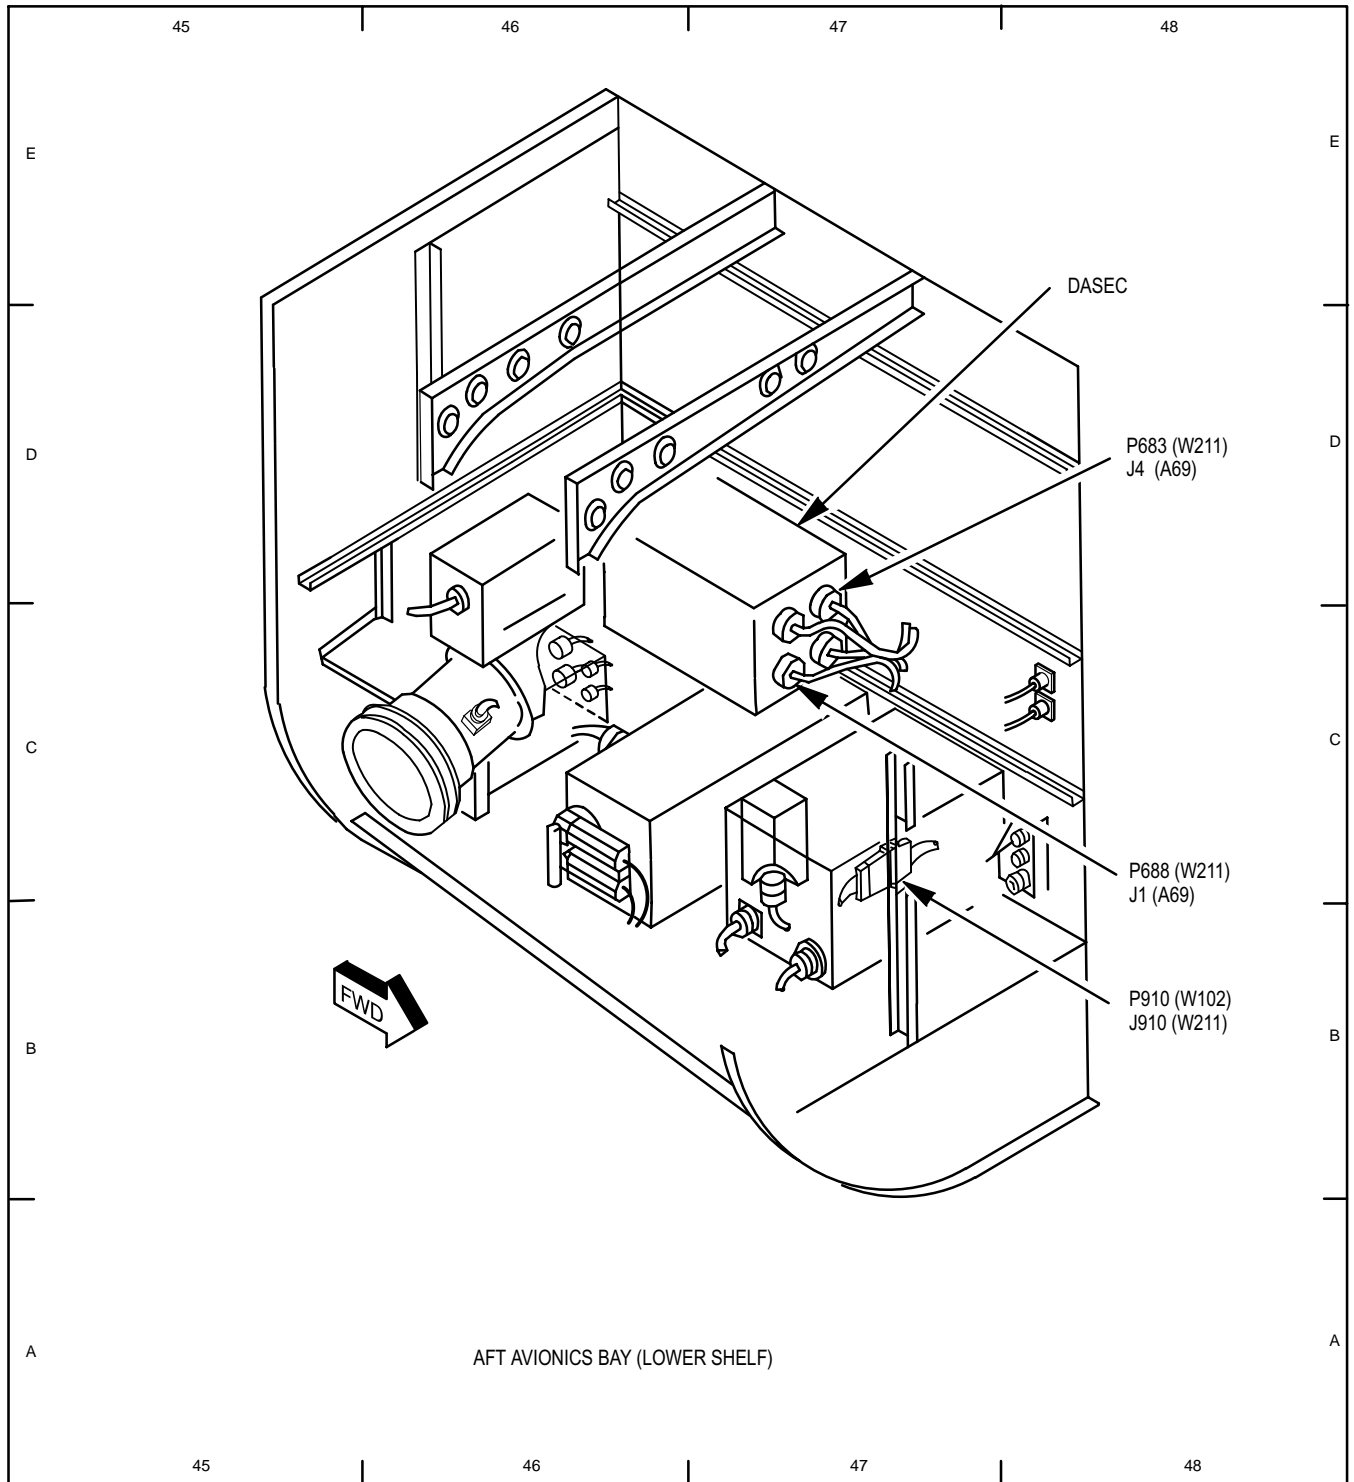 45 46 47 48
E E
DASEC
D D
P683 (W211)
J4 (A69)
C C
P688 (W211)
J1 (A69)
FWD
P910 (W102)
J910 (W211)
B B
A A
AFT AVIONICS BAY (LOWER SHELF)
45 46 47 48